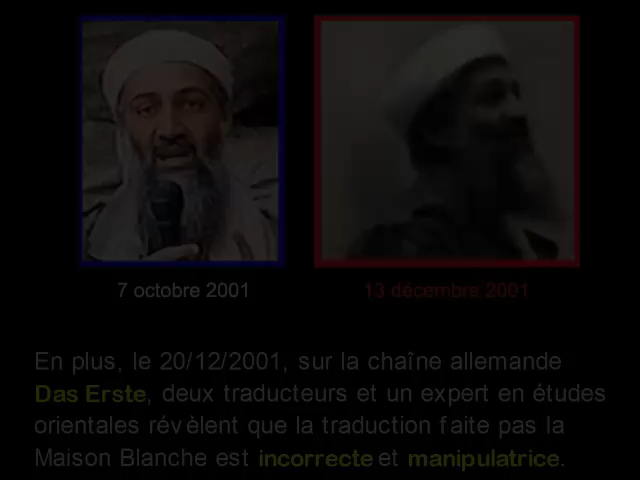 7 octobre 2001
13 décembre 2001
En plus, le 20/12/2001, sur la chaîne allemande
Das Erste, deux traducteurs et un expert en études
orientales révèlent que la traduction faite pas la
Maison Blanche est incorrecte et manipulatrice.